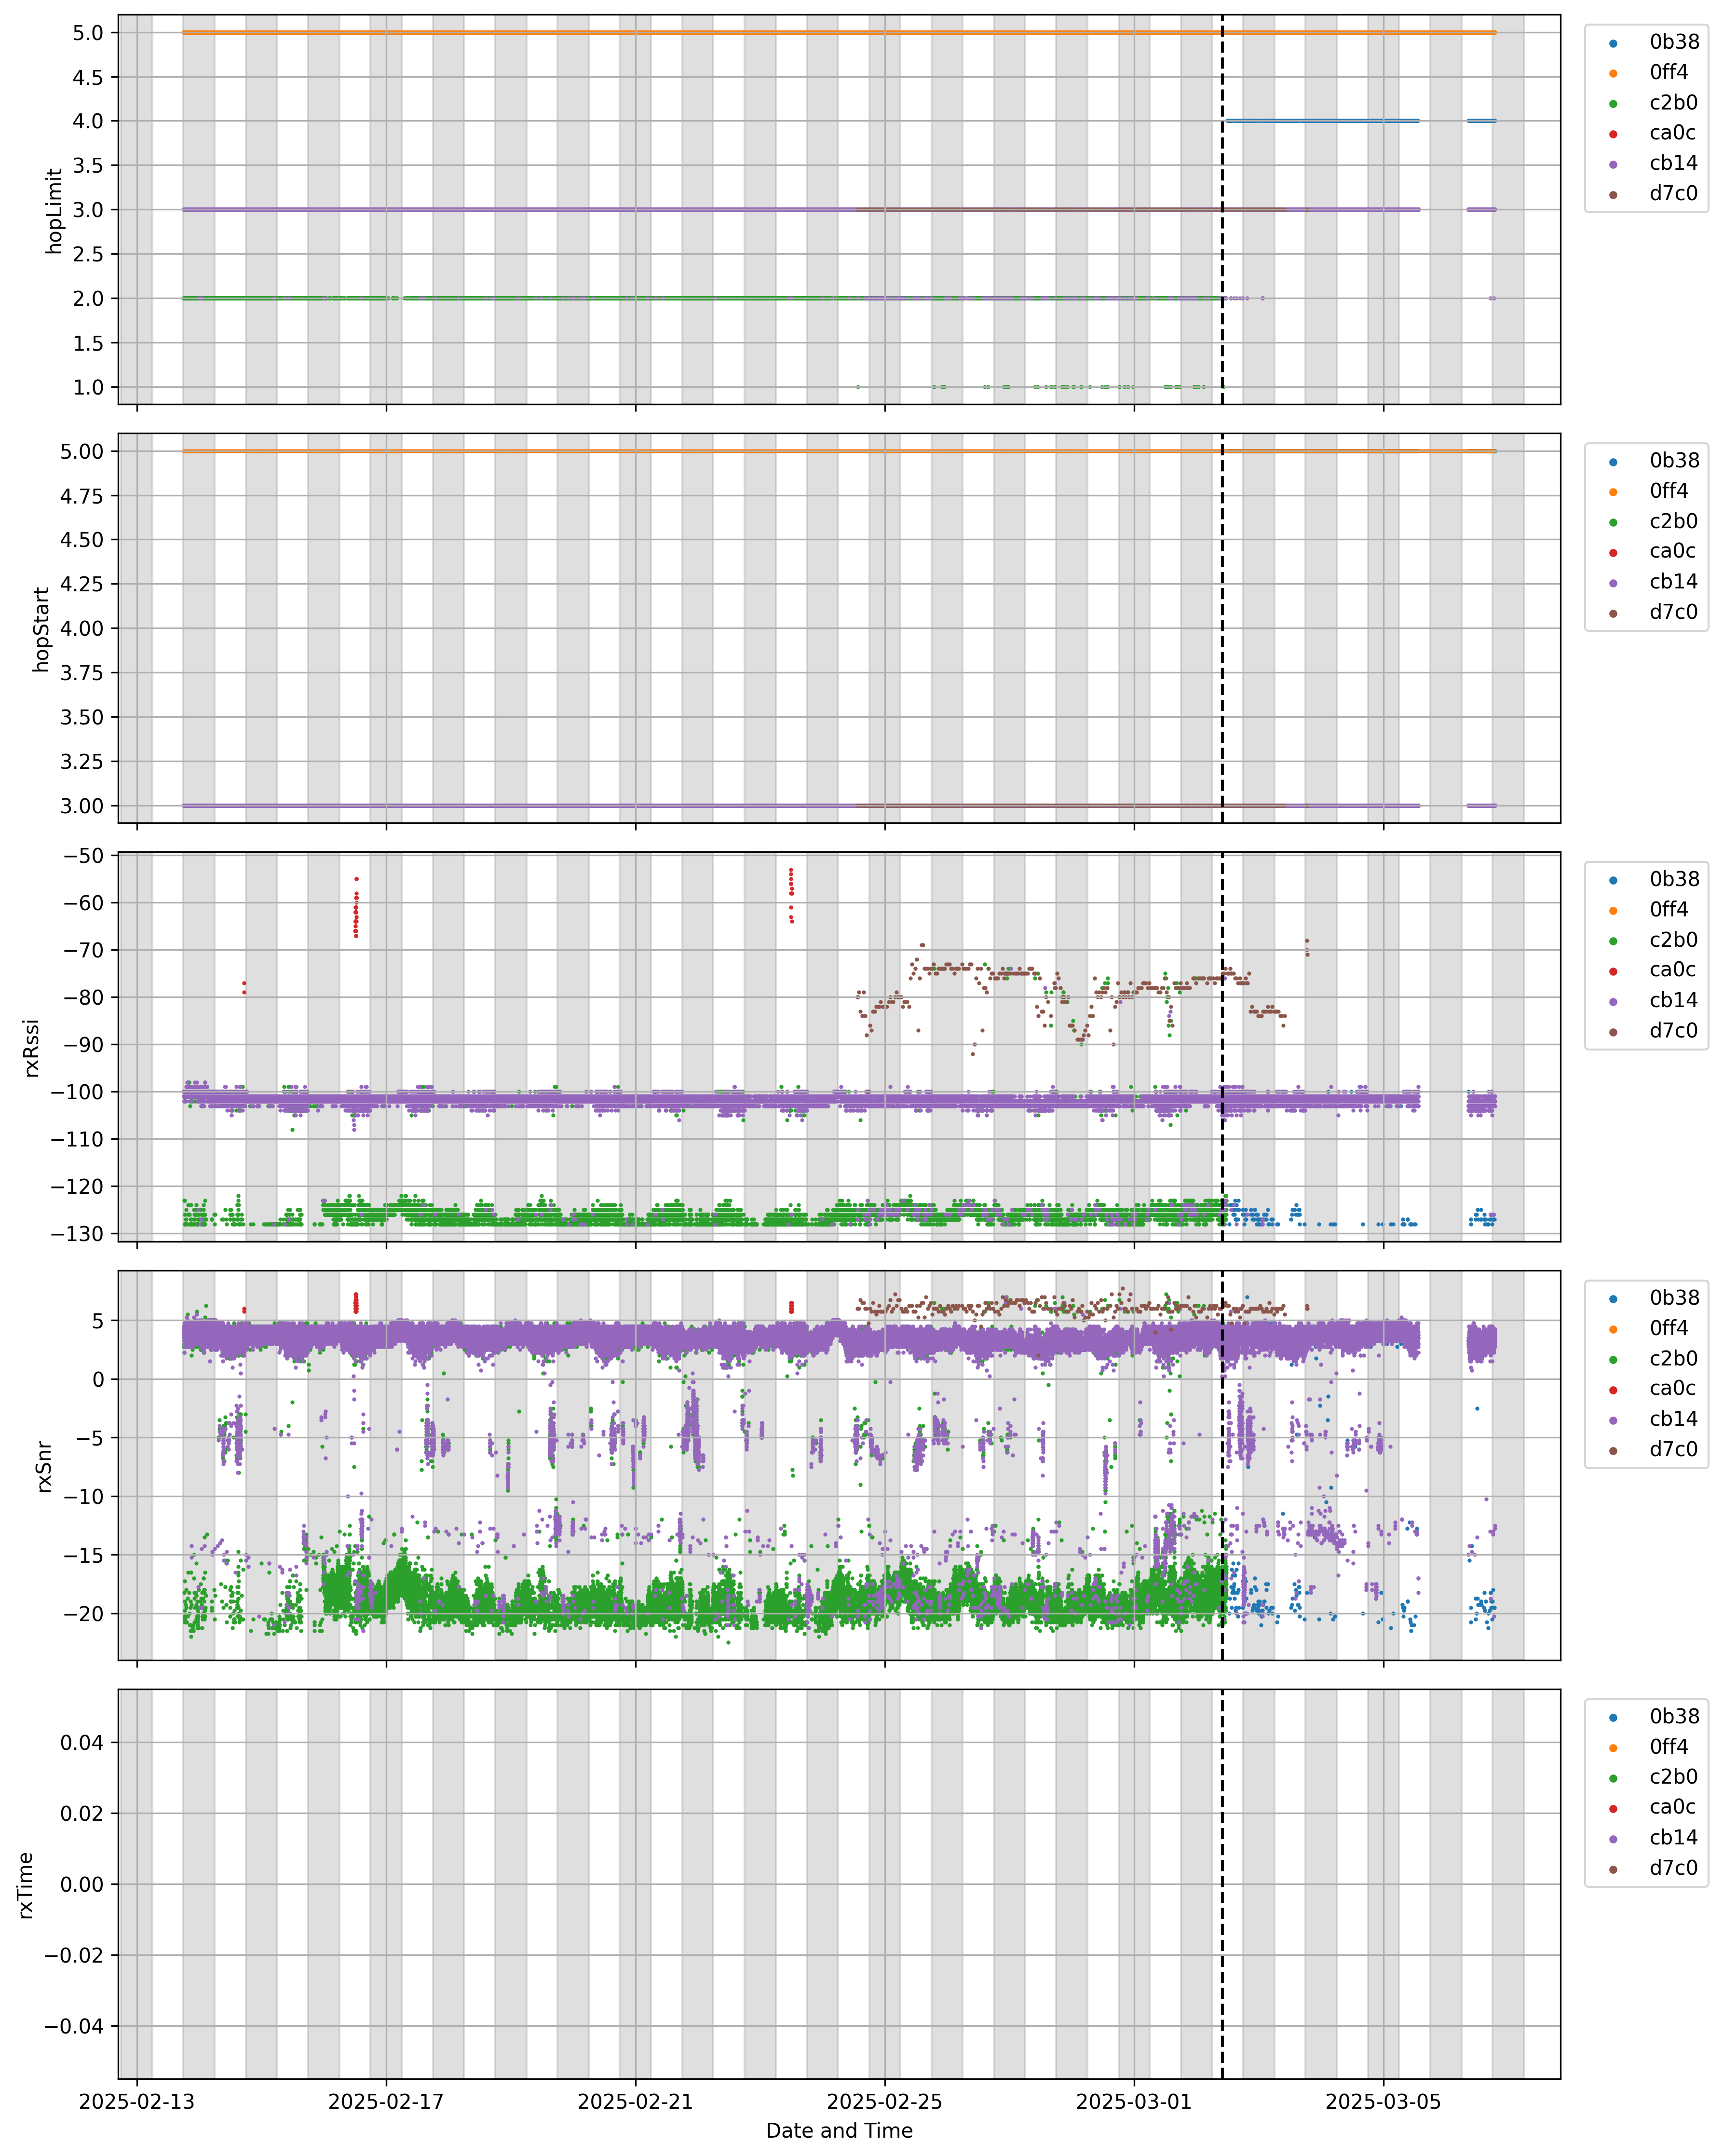 hopLimit
5.0
4.5
4.0
3.5
3.0
2.5
2.0
1.5
1.0
0b38
0ff4
c2b0
ca0c
cb14
d7c0
hopStart
5.00
4.75
4.50
4.25
4.00
3.75
3.50
3.25
3.00
0b38
0ff4
c2b0
ca0c
cb14
d7c0
rxRssi
−50
−60
−70
−80
−90
−100
−110
−120
−130
0b38
0ff4
c2b0
ca0c
cb14
d7c0
rxSnr
5
0
−5
−10
−15
−20
0b38
0ff4
c2b0
ca0c
cb14
d7c0
rxTime
0.04
0.02
0.00
−0.02
−0.04
0b38
0ff4
c2b0
ca0c
cb14
d7c0
2025-02-13 2025-02-17 2025-02-21 2025-02-25 2025-03-01 2025-03-05
Date and Time